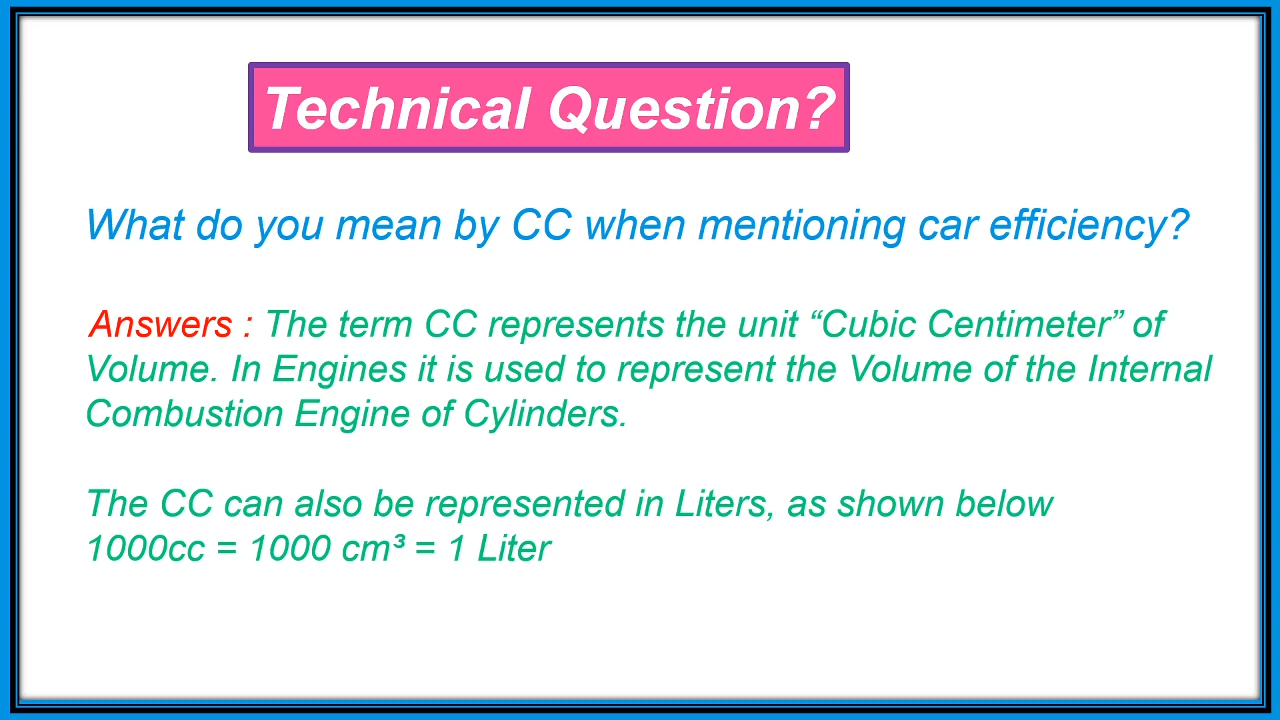 Technical Question?
What do you mean by CC when mentioning car efficiency?
Answers : The term CC represents the unit “Cubic Centimeter” of
Volume. In Engines it is used to represent the Volume of the Internal
Combustion Engine of Cylinders.
The CC can also be represented in Liters, as shown below
1000cc = 1000 cm³ = 1 Liter